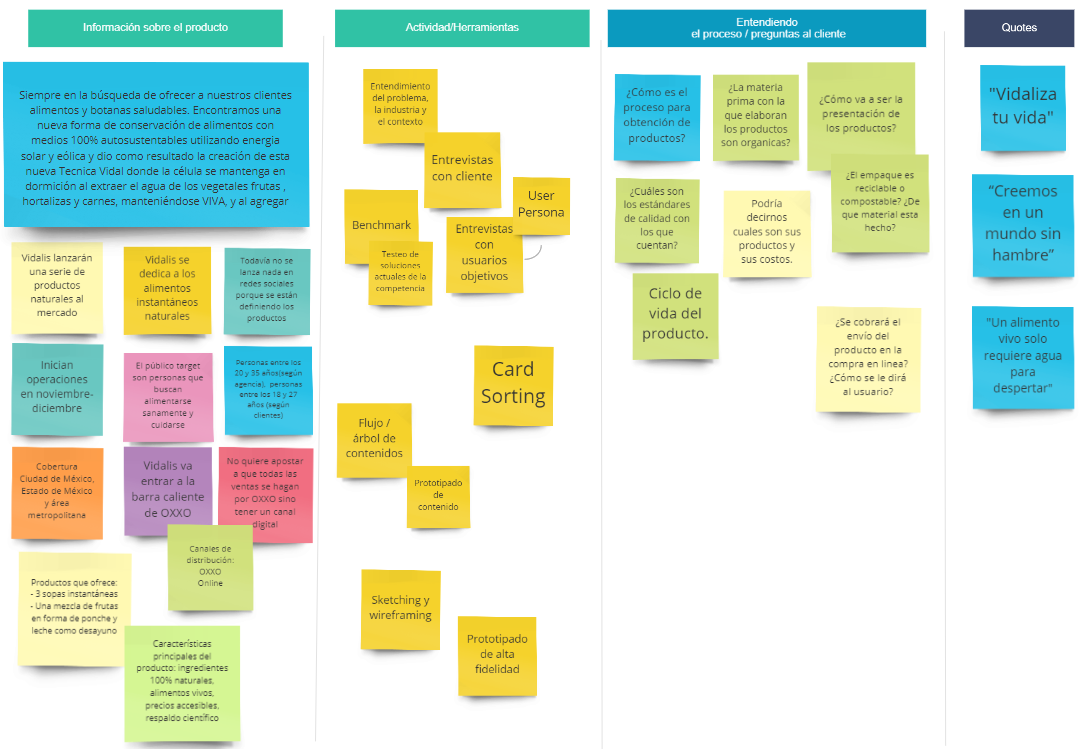 Información sobre el producto
Siempre en la búsqueda de ofrecer a nuestros clientes
alimentos y botanas saludables. Encontramos una
nueva forma de conservación de alimentos con
medios 100% autosustentables utilizando energía
solar y eólica y dio como resultado la creación de esta
nueva Tecnica Vidal donde la célula se mantenga en
dormición al extraer el agua de los vegetales frutas ,
hortalizas y carnes, manteniéndose VIVA, y al agregar
Vidalis lanzarán
una serie de
productos
naturales al
mercado
Vidalis se
dedica a los
alimentos
instantáneos
naturales
Todavía no se
lanza nada en
redes sociales
porque se están
definiendo los
productos
Inician
operaciones
en noviembre-
diciembre
El público target
son personas que
buscan
alimentarse
sanamente y
cuidarse
Personas entre los
20 y 35 años(según
agencia), personas
entre los 18 y 27
años (según
clientes)
Cobertura
Ciudad de México,
Estado de México
y área
metropolitana
Vidalis va
entrar a la
barra caliente
de OXXO
No quiere apostar
a que todas las
ventas se hagan
por OXXO sino
tener un canal
digital
Canales de
distribución:
OXXO
Online
Productos que ofrece:
- 3 sopas instantáneas
- Una mezcla de frutas
en forma de ponche y
leche como desayuno
Características
principales del
producto: ingredientes
100% naturales,
alimentos vivos,
precios accesibles,
respaldo científico
Actividad/Herramientas
Entendimiento
del problema,
la industria y
el contexto
Entrevistas
con cliente
Benchmark
User
Persona
Entrevistas
con
usuarios
objetivos
Testeo de
soluciones
actuales de la
competencia
Card
Sorting
Flujo /
árbol de
contenidos
Prototipado
de
contenido
Sketching y
wireframing
Prototipado
de alta
fidelidad
Entendiendo
el proceso / preguntas al cliente
¿Cómo es el
proceso para
obtención de
productos?
¿La materia
prima con la
que elaboran
los productos
son organicas?
¿Cómo va a ser la
presentación de
los productos?
¿Cuáles son
los estándares
de calidad con
los que
cuentan?
Podría
decirnos
cuales son sus
productos y
sus costos.
¿El empaque es
reciclable o
compostable? ¿De
que material esta
hecho?
Ciclo de
vida del
producto.
¿Se cobrará el
envío del
producto en la
compra en linea?
¿Cómo se le dirá
al usuario?
Quotes
"Vidaliza
tu vida"
“Creemos
en un
mundo sin
hambre”
"Un alimento
vivo solo
requiere agua
para
despertar"